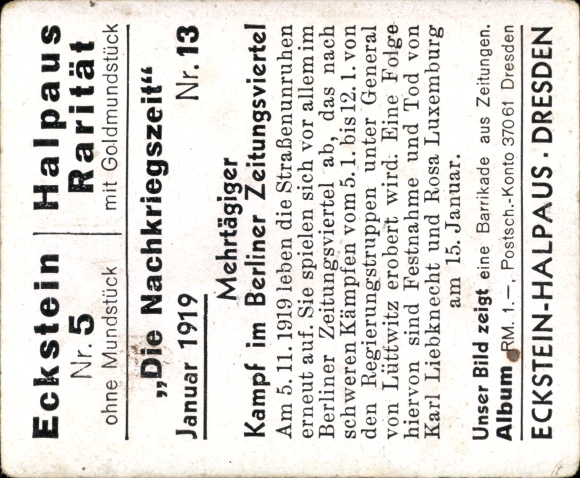 Eckstein
Nr. 5
ohne Mundstück
Halpaus
Rarität
mit Goldmundstück
„Die Nachkriegszeit“
Januar 1919
Nr. 13
Mehrtägiger
Kampf im Berliner Zeitungsviertel
Am 5. 11. 1919 leben die Straßenunruhen
erneut auf. Sie spielen sich vor allem im
Berliner Zeitungsviertel ab, das nach
schweren Kämpfen vom 5. 1. bis 12. 1. von
den Regierungstruppen unter General
von Lüttwitz erobert wird. Eine Folge
hiervon sind Festnahme und Tod von
Karl Liebknecht und Rosa Luxemburg
am 15. Januar.
Unser Bild zeigt eine Barrikade aus Zeitungen.
Album RM. 1.–, Postsch.-Konto 37061 Dresden
ECKSTEIN-HALPAUS · DRESDEN